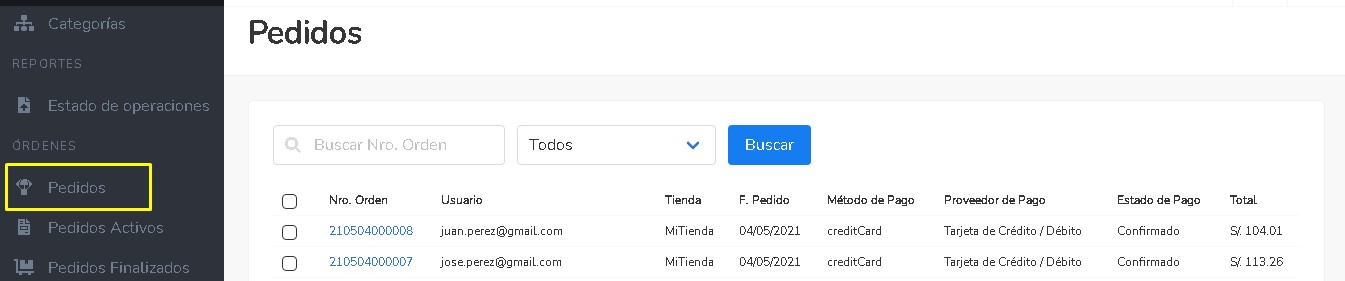 Categorías
REPORTES
Estado de operaciones
ÓRDENES
Pedidos
Pedidos Activos
Pedidos Finalizados
Pedidos
Buscar Nro. Orden Todos Buscar
Nro. Orden Usuario Tienda F. Pedido Método de Pago Proveedor de Pago Estado de Pago Total
210504000008 juan.perez@gmail.com MiTienda 04/05/2021 creditCard Tarjeta de Crédito / Débito Confirmado S/. 104.01
210504000007 jose.perez@gmail.com MiTienda 04/05/2021 creditCard Tarjeta de Crédito / Débito Confirmado S/. 113.26